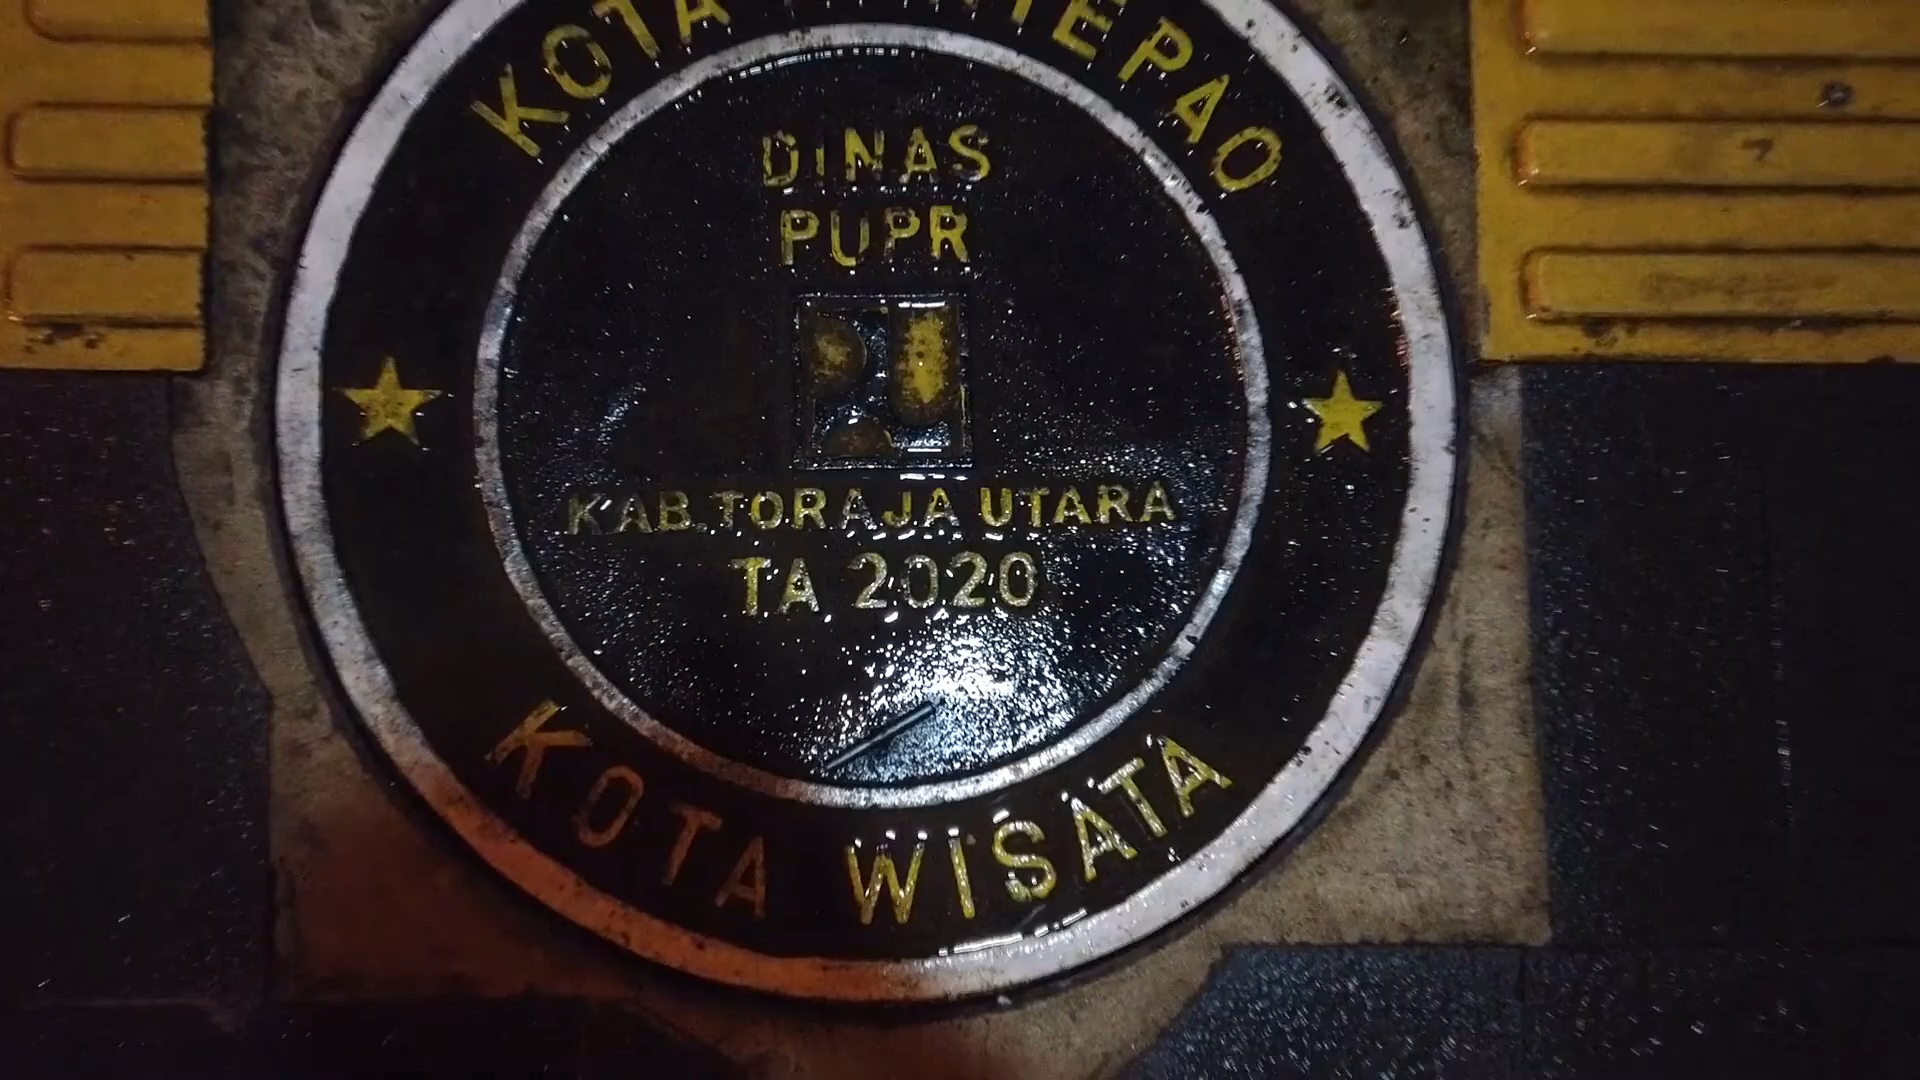 KOTA
DINAS
PUPR
KAB.TORAJA UTARA
TA 2020
KOTA WISATA